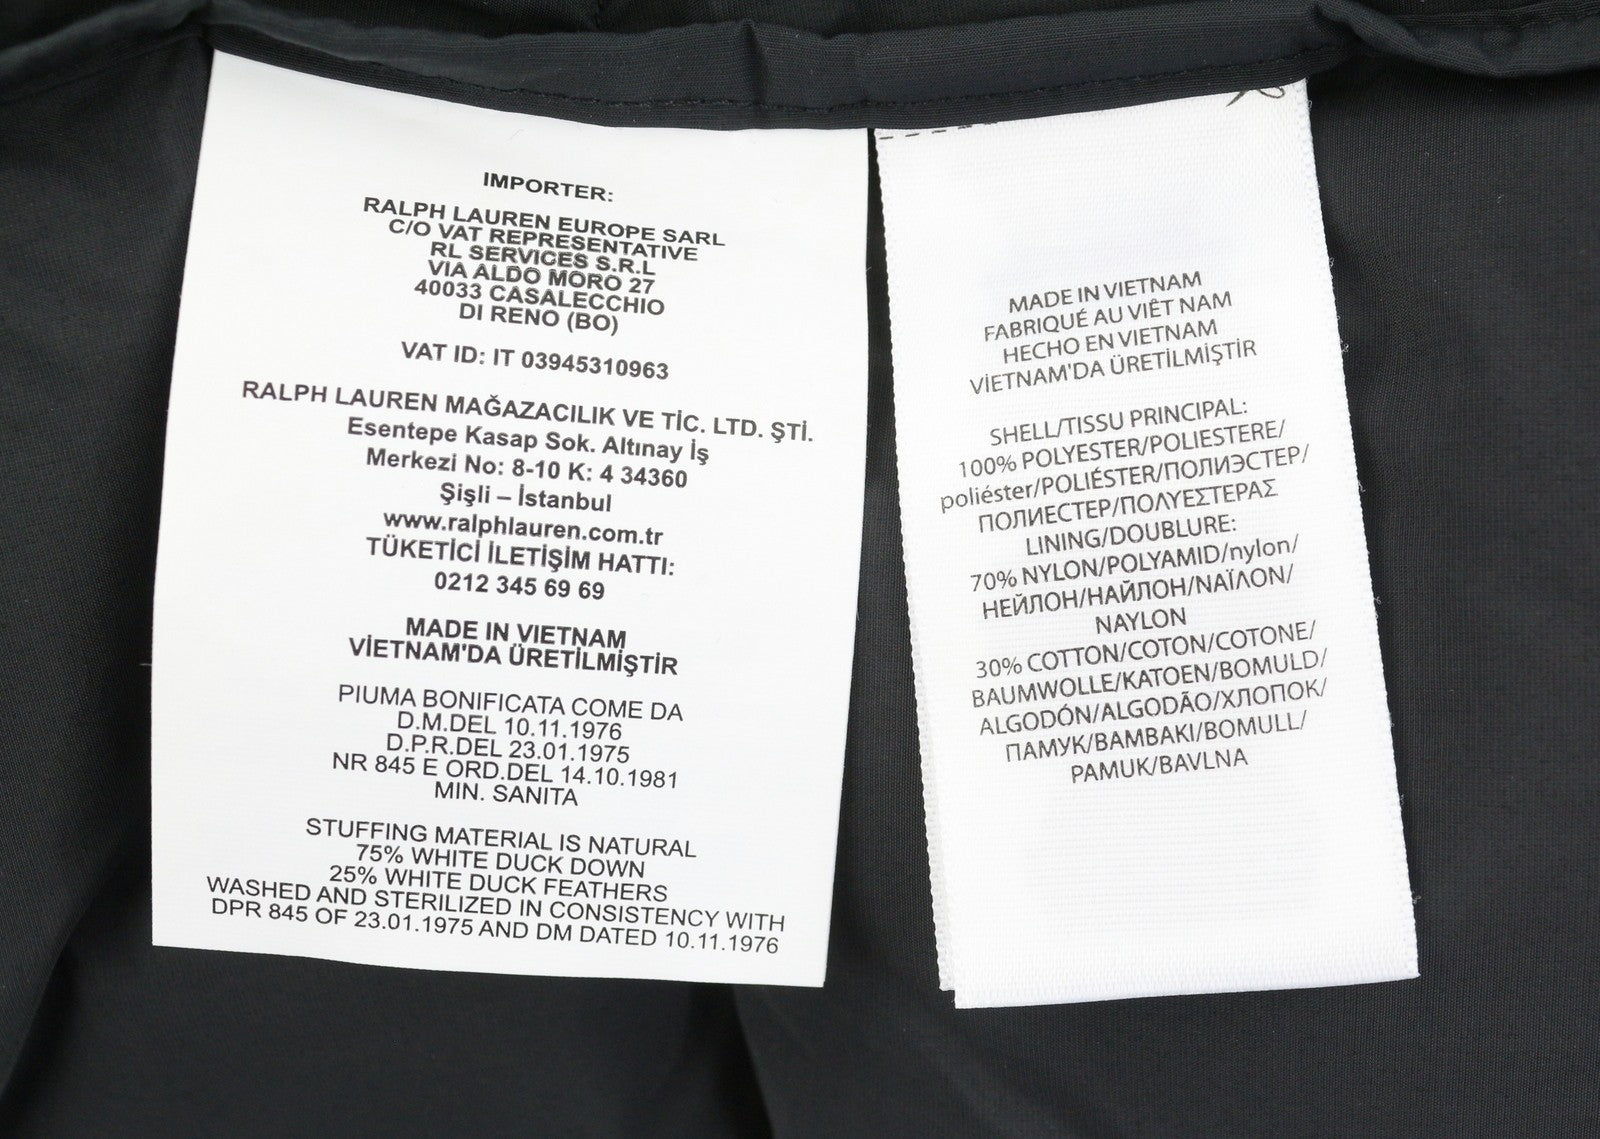 IMPORTER:
RALPH LAUREN EUROPE SARL
C/O VAT REPRESENTATIVE
RL SERVICES S.R.L
VIA ALDO MORO 27
40033 CASALECCHIO
DI RENO (BO)
VAT ID: IT 03945310963
RALPH LAUREN MAĞAZACILIK VE TİC. LTD. ŞTİ.
Esentepe Kasap Sok. Altınay İş
Merkezi No: 8-10 K: 4 34360
Şişli – İstanbul
www.ralphlauren.com.tr
TÜKETİCİ İLETİŞİM HATTI:
0212 345 69 69
MADE IN VIETNAM
VİETNAM'DA ÜRETİLMİŞTİR
PIUMA BONIFICATA COME DA
D.M.DEL 10.11.1976
D.P.R.DEL 23.01.1975
NR 845 E ORD.DEL 14.10.1981
MIN. SANITA
STUFFING MATERIAL IS NATURAL
75% WHITE DUCK DOWN
25% WHITE DUCK FEATHERS
WASHED AND STERILIZED IN CONSISTENCY WITH
DPR 845 OF 23.01.1975 AND DM DATED 10.11.1976
MADE IN VIETNAM
FABRIQUÉ AU VIÊT NAM
HECHO EN VIETNAM
VİETNAM'DA ÜRETİLMİŞTİR
SHELL/TISSU PRINCIPAL:
100% POLYESTER/POLIESTERE/
poliéster/POLIÉSTER/ПОЛИЭСТЕР/
ПОЛИЕСТЕР/ΠΟΛΥΕΣΤΕΡΑΣ
LINING/DOUBLURE:
70% NYLON/POLYAMID/nylon/
НЕЙЛОН/НАЙЛОН/ΝΑΪΛΟΝ/
NAYLON
30% COTTON/COTON/COTONE/
BAUMWOLLE/KATOEN/BOMULD/
ALGODÓN/ALGODÃO/ХЛОПОК/
ПАМУК/ΒΑΜΒΑΚΙ/BOMULL/
PAMUK/BAVLNA